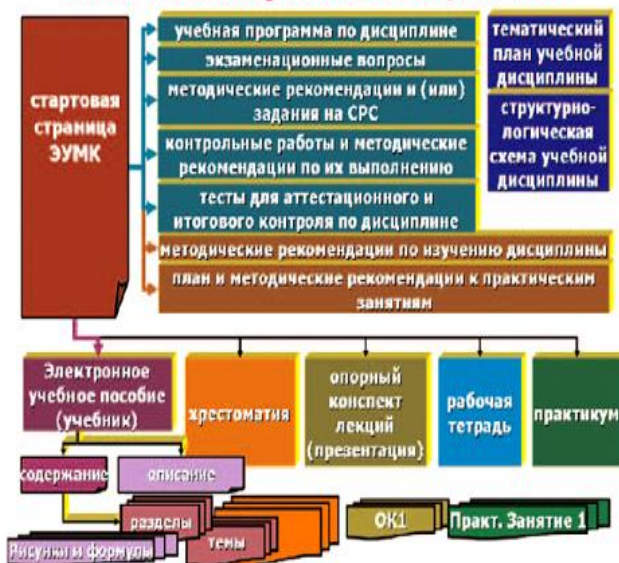 учебная программа по дисциплине
экзаменационные вопросы
методические рекомендации и (или)
задания на СРС
контрольные работы и методические
рекомендации по их выполнению
тесты для аттестационного и
итогового контроля по дисциплине
методические рекомендации по изучению дисциплины
план и методические рекомендации к практическим
занятиям
тематический
план учебной
дисциплины
структурно-
логическая
схема учебной
дисциплины
стартовая
страница
ЭУМК
Электронное
учебное пособие
(учебник)
хрестоматия
опорный
конспект
лекций
(презентация)
рабочая
тетрадь
практикум
содержание
описание
разделы
темы
Рисунки и формулы
ОК1
Практ. Занятие 1